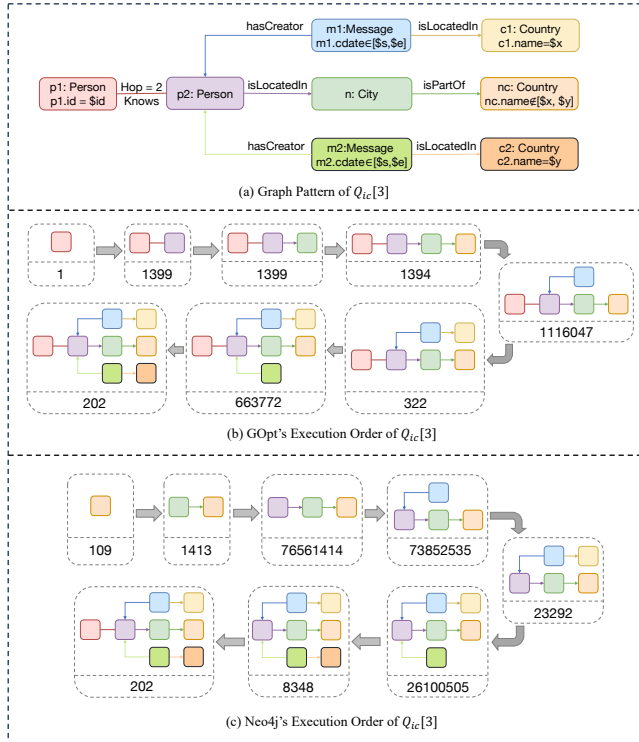 hasCreator
m1:Message
m1.cdate∈[$s,$e]
isLocatedIn
c1: Country
c1.name=$x
p1: Person
p1.id = $id
Hop = 2
Knows
p2: Person
isLocatedIn
n: City
isPartOf
nc: Country
nc.name∉[$x, $y]
hasCreator
m2:Message
m2.cdate∈[$s,$e]
isLocatedIn
c2: Country
c2.name=$y
(a) Graph Pattern of Q_ic[3]
1
1399
1399
1394
1116047
202
663772
322
(b) GOpt's Execution Order of Q_ic[3]
109
1413
76561414
73852535
23292
202
8348
26100505
(c) Neo4j's Execution Order of Q_ic[3]